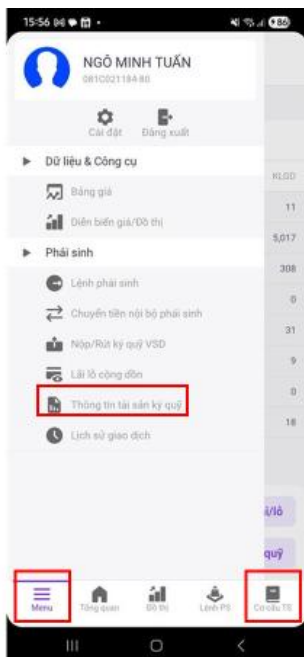 15:56
86
NGÔ MINH TUẤN
081C021184-80
Cài đặt
Đăng xuất
Dữ liệu & Công cụ
KLGD
Bảng giá
11
Diễn biến giá/Đồ thị
5,017
Phái sinh
308
Lệnh phái sinh
0
Chuyển tiền nội bộ phái sinh
31
Nộp/Rút ký quỹ VSD
9
Lãi lỗ cộng dồn
0
Thông tin tài sản ký quỹ
18
Lịch sử giao dịch
i/lỗ
quỹ
Menu
Tổng quan
Đồ thị
Lệnh PS
Cơ cấu TS